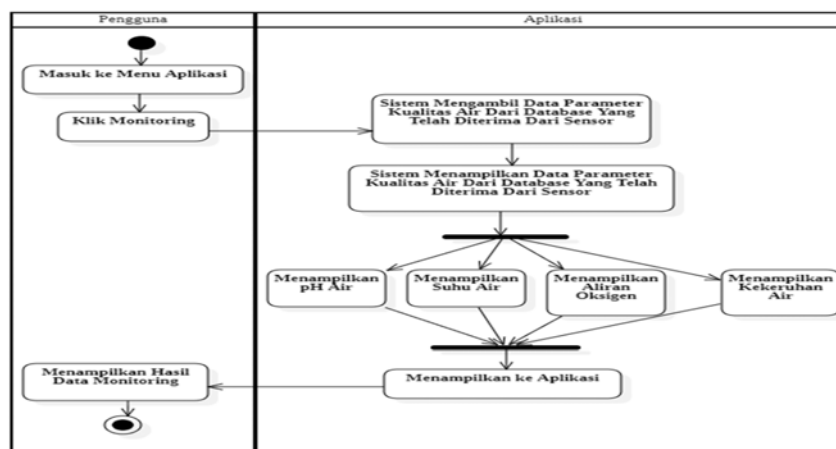 Pengguna
Aplikasi
Masuk ke Menu Aplikasi
Klik Monitoring
Sistem Mengambil Data Parameter
Kualitas Air Dari Database Yang
Telah Diterima Dari Sensor
Sistem Menampilkan Data Parameter
Kualitas Air Dari Database Yang Telah
Diterima Dari Sensor
Menampilkan
pH Air
Menampilkan
Suhu Air
Menampilkan
Aliran
Oksigen
Menampilkan
Kekeruhan
Air
Menampilkan ke Aplikasi
Menampilkan Hasil
Data Monitoring